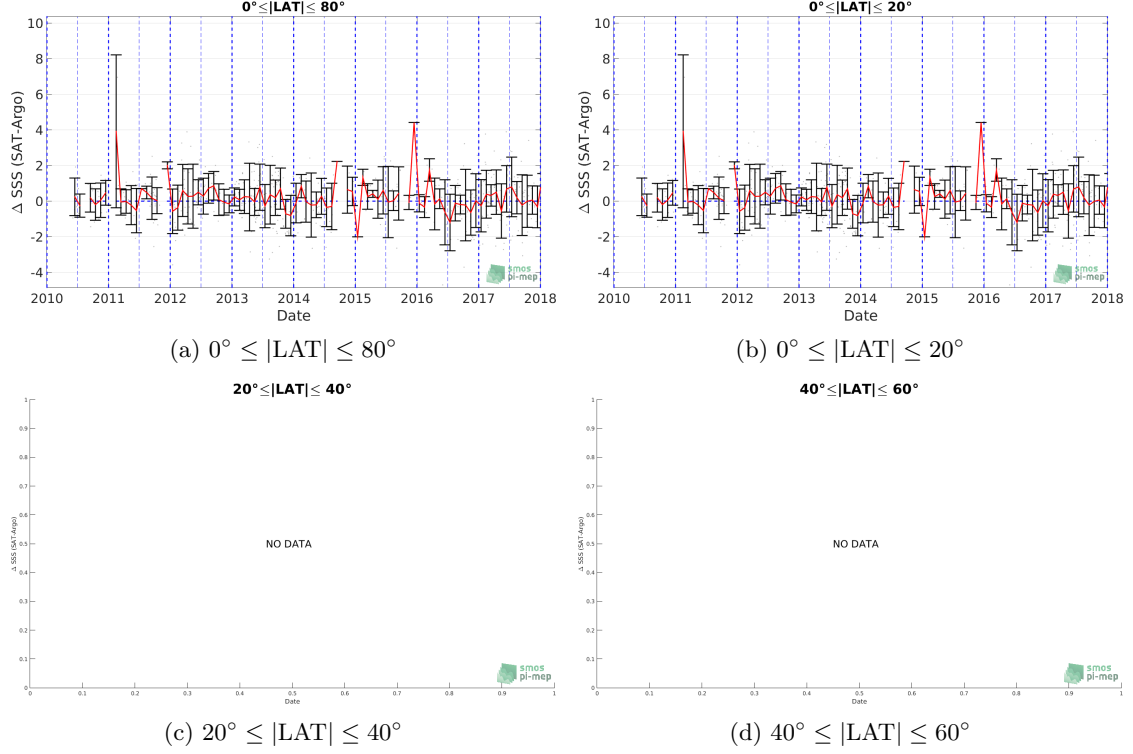 0°≤|LAT|≤ 80°
Δ SSS (SAT-Argo)
10
8
6
4
2
0
-2
-4
2010 2011 2012 2013 2014 2015 2016 2017 2018
Date
smos
pi-mep
(a) 0° ≤ |LAT| ≤ 80°
0°≤|LAT|≤ 20°
Δ SSS (SAT-Argo)
10
8
6
4
2
0
-2
-4
2010 2011 2012 2013 2014 2015 2016 2017 2018
Date
smos
pi-mep
(b) 0° ≤ |LAT| ≤ 20°
20°≤|LAT|≤ 40°
Δ SSS (SAT-Argo)
1
0.9
0.8
0.7
0.6
0.5
0.4
0.3
0.2
0.1
0
NO DATA
0 0.1 0.2 0.3 0.4 0.5 0.6 0.7 0.8 0.9 1
Date
smos
pi-mep
(c) 20° ≤ |LAT| ≤ 40°
40°≤|LAT|≤ 60°
Δ SSS (SAT-Argo)
1
0.9
0.8
0.7
0.6
0.5
0.4
0.3
0.2
0.1
0
NO DATA
0 0.1 0.2 0.3 0.4 0.5 0.6 0.7 0.8 0.9 1
Date
smos
pi-mep
(d) 40° ≤ |LAT| ≤ 60°